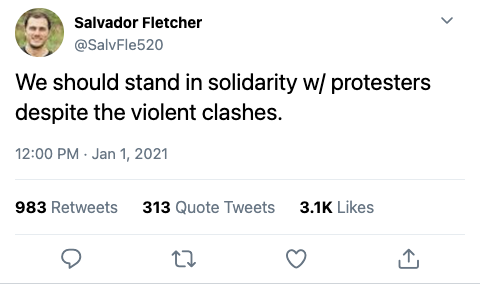 Salvador Fletcher
@SalvFle520
We should stand in solidarity w/ protesters
despite the violent clashes.
12:00 PM · Jan 1, 2021
983 Retweets 313 Quote Tweets 3.1K Likes